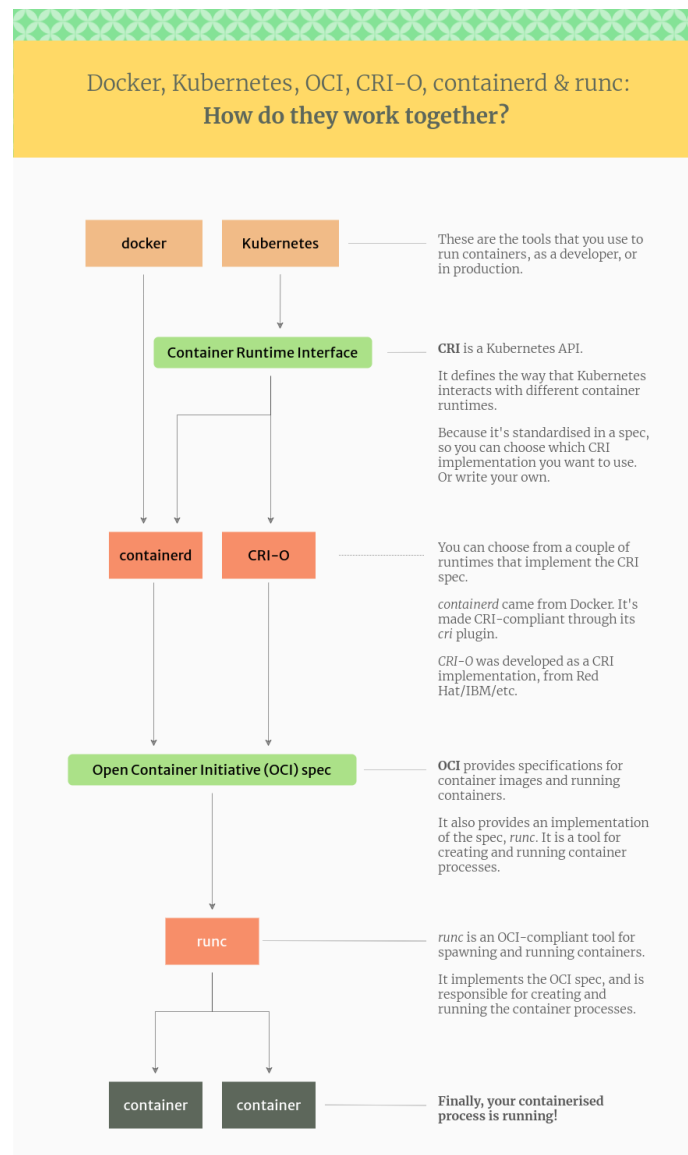 Docker, Kubernetes, OCI, CRI-O, containerd & runc:
How do they work together?
docker
Kubernetes
These are the tools that you use to
run containers, as a developer, or
in production.
Container Runtime Interface
CRI is a Kubernetes API.
It defines the way that Kubernetes
interacts with different container
runtimes.
Because it's standardised in a spec,
so you can choose which CRI
implementation you want to use.
Or write your own.
containerd
CRI-O
You can choose from a couple of
runtimes that implement the CRI
spec.
containerd came from Docker. It's
made CRI-compliant through its
cri plugin.
CRI-O was developed as a CRI
implementation, from Red
Hat/IBM/etc.
Open Container Initiative (OCI) spec
OCI provides specifications for
container images and running
containers.
It also provides an implementation
of the spec, runc. It is a tool for
creating and running container
processes.
runc
runc is an OCI-compliant tool for
spawning and running containers.
It implements the OCI spec, and is
responsible for creating and
running the container processes.
container
container
Finally, your containerised
process is running!